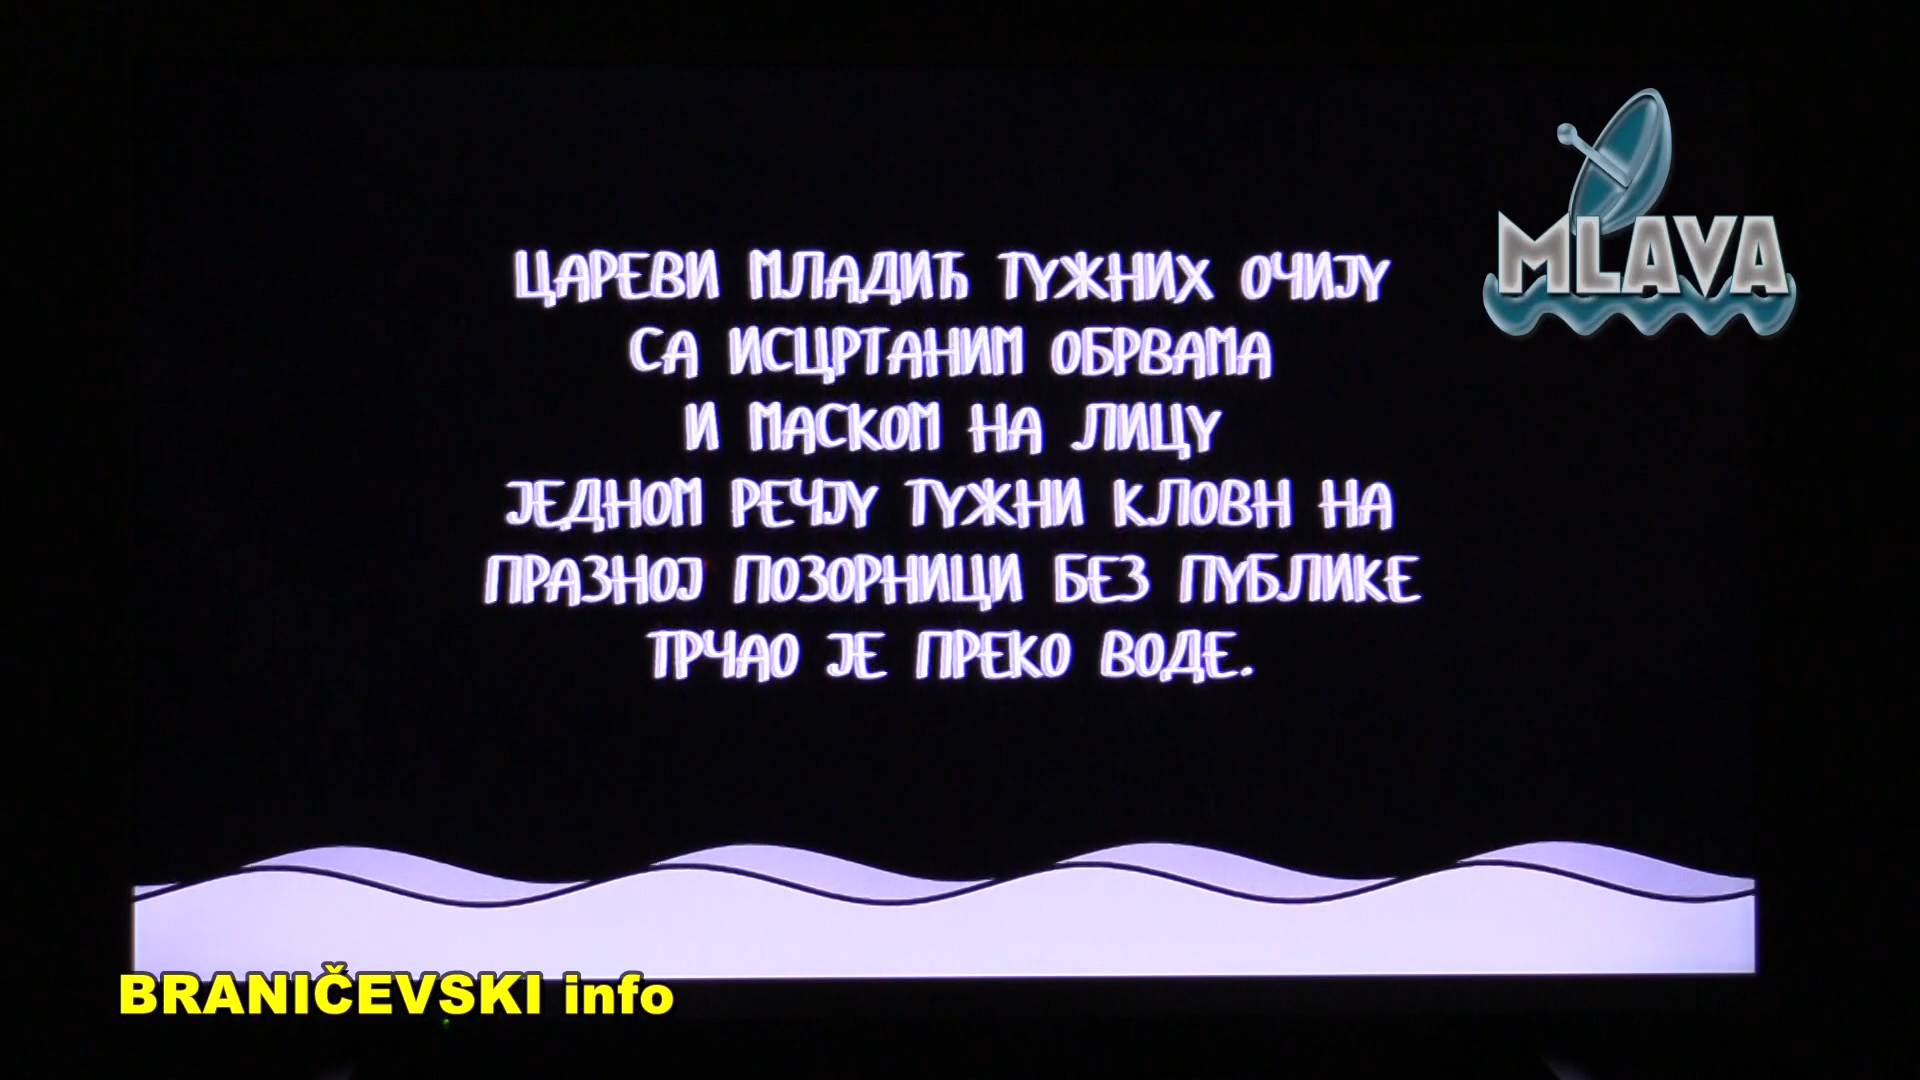 ЦАРЕВИ МЛАДИЋ ТУЖНИХ ОЧИЈУ
СА ИСЦРТАНИМ ОБРВАМА
И МАСКОМ НА ЛИЦУ
ЈЕДНОМ РЕЧЈУ ТУЖНИ КЛОВН НА
ПРАЗНОЈ ПОЗОРНИЦИ БЕЗ ПУБЛИКЕ
ТРЧАО ЈЕ ПРЕКО ВОДЕ.
MLAVA
BRANIČEVSKI info